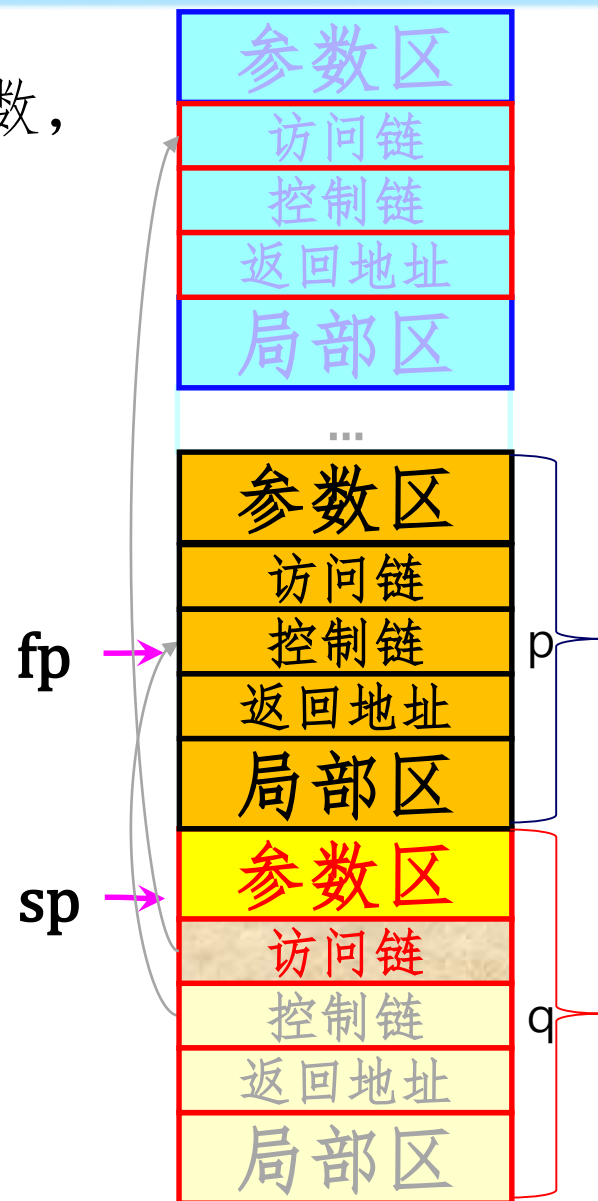 参数区
数，
访问链
控制链
返回地址
局部区
...
参数区
访问链
fp
控制链
p
返回地址
局部区
参数区
sp
访问链
控制链
q
返回地址
局部区